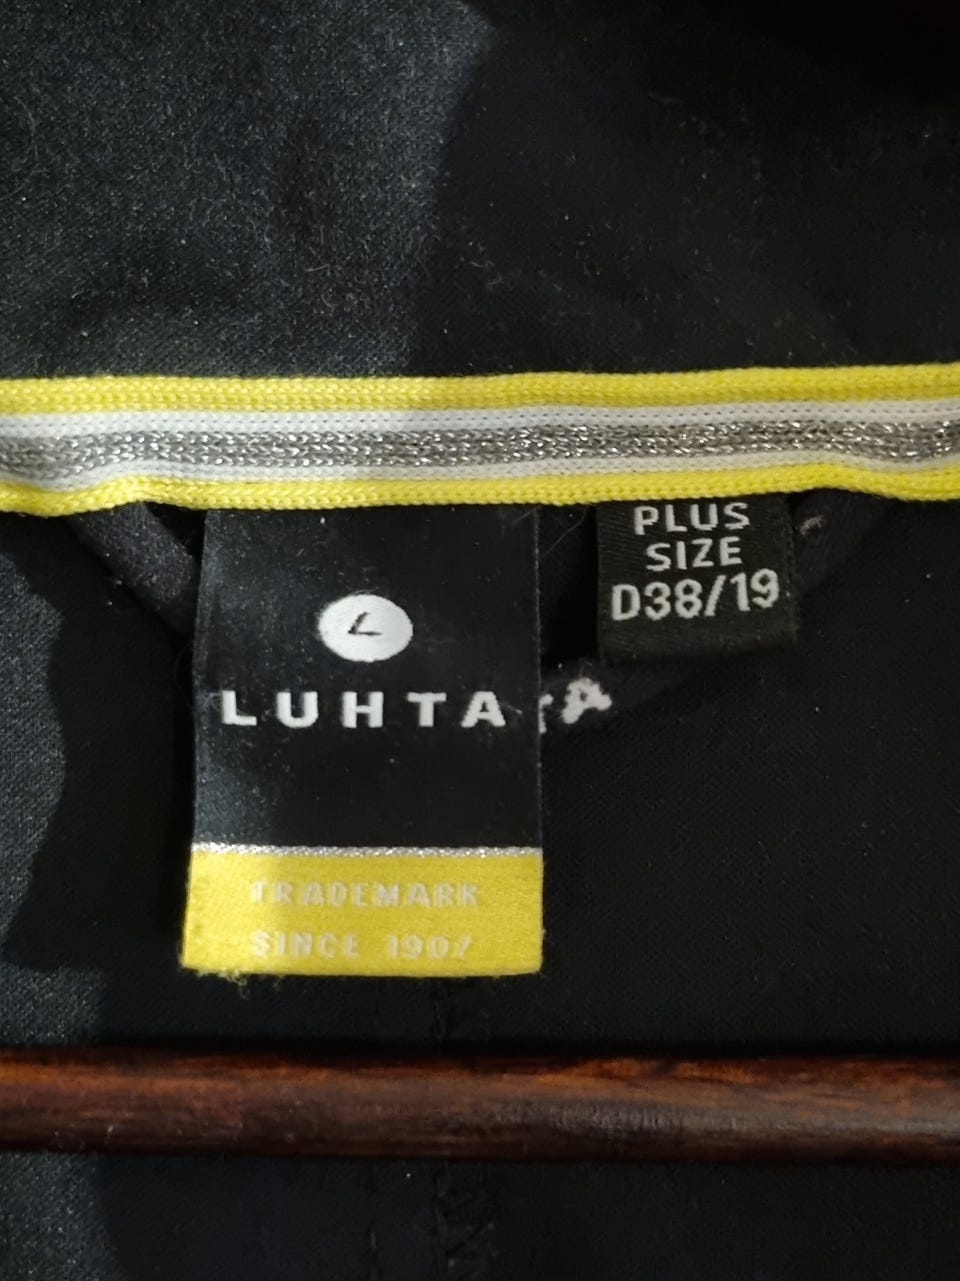 PLUS
SIZE
D38/19
L
LUHTA
TRADEMARK
SINCE 1907